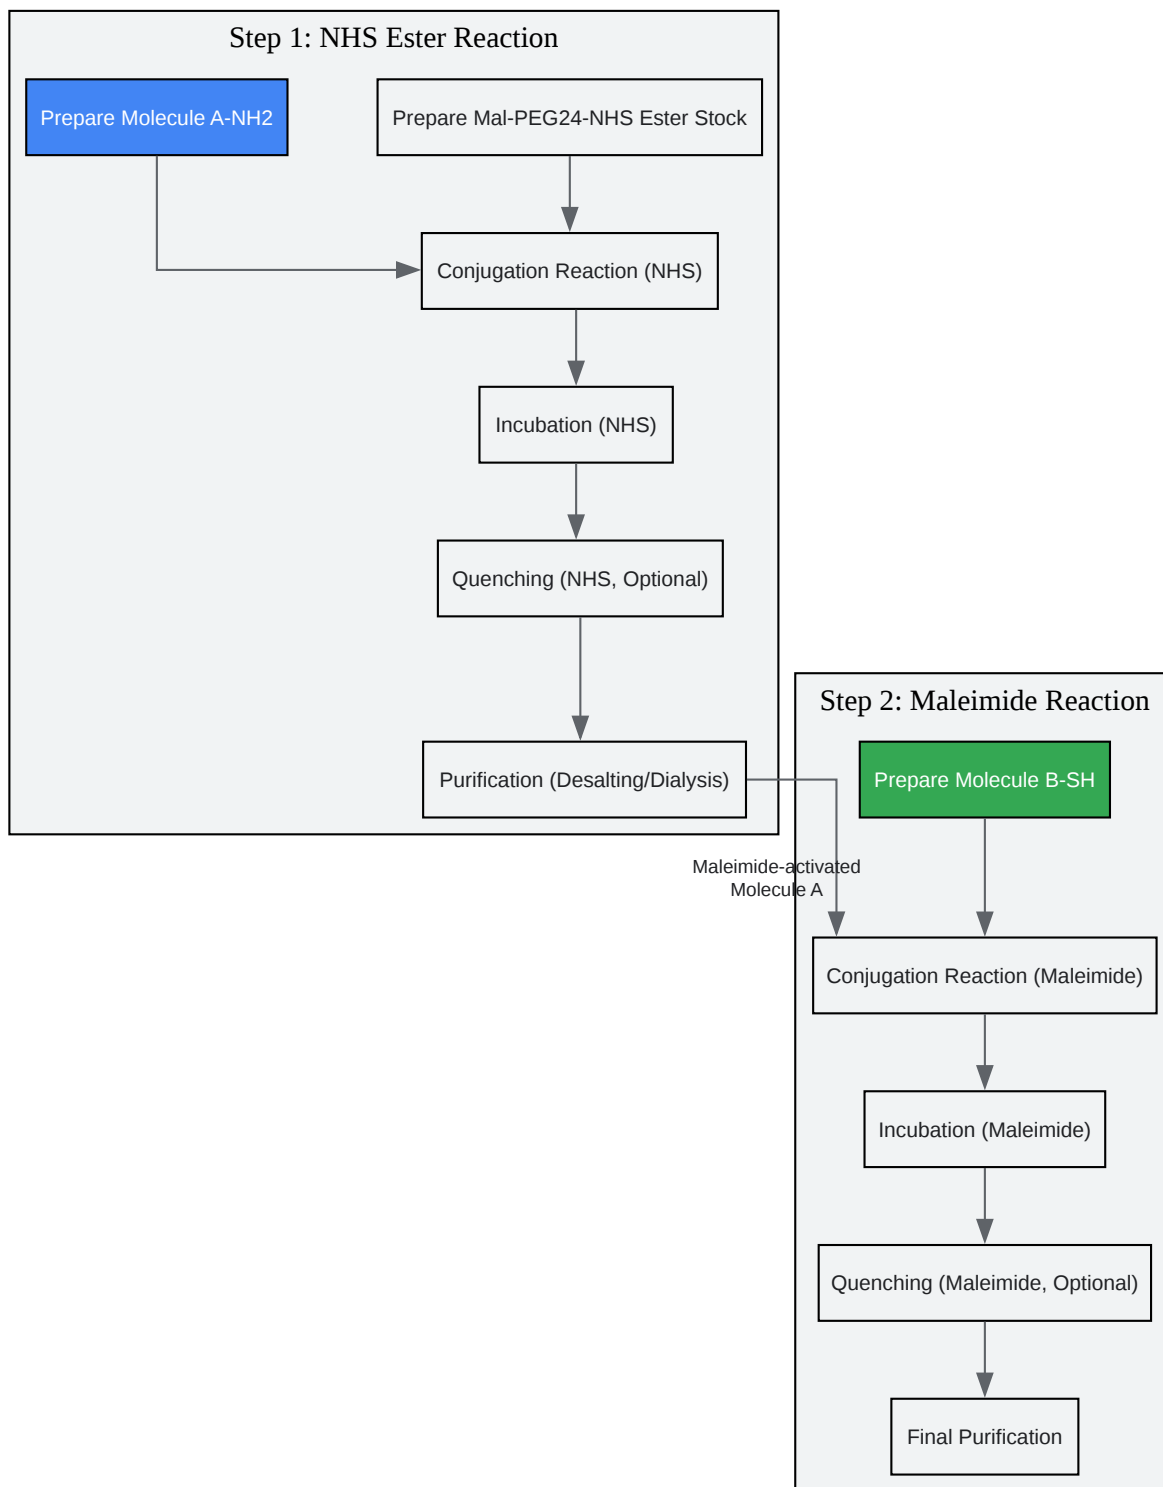 Step 1: NHS Ester Reaction
Prepare Molecule A-NH2
Prepare Mal-PEG24-NHS Ester Stock
Conjugation Reaction (NHS)
Incubation (NHS)
Quenching (NHS, Optional)
Purification (Desalting/Dialysis)
Maleimide-activated
Molecule A
Step 2: Maleimide Reaction
Prepare Molecule B-SH
Conjugation Reaction (Maleimide)
Incubation (Maleimide)
Quenching (Maleimide, Optional)
Final Purification